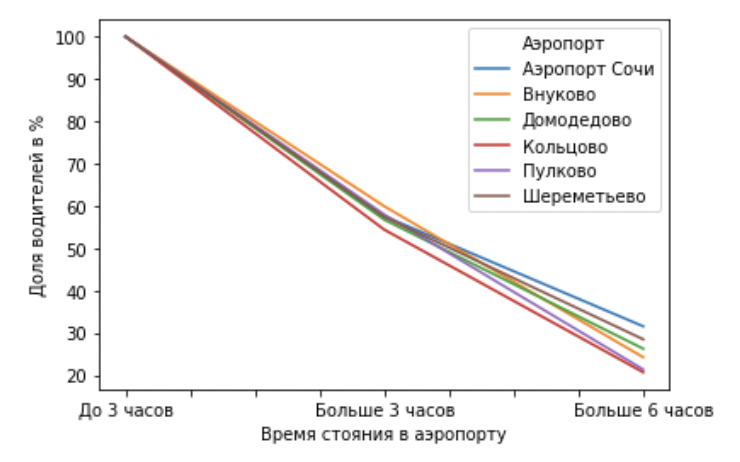 Аэропорт
Аэропорт Сочи
Внуково
Домодедово
Кольцово
Пулково
Шереметьево
Доля водителей в %
100
90
80
70
60
50
40
30
20
До 3 часов
Больше 3 часов
Больше 6 часов
Время стояния в аэропорту